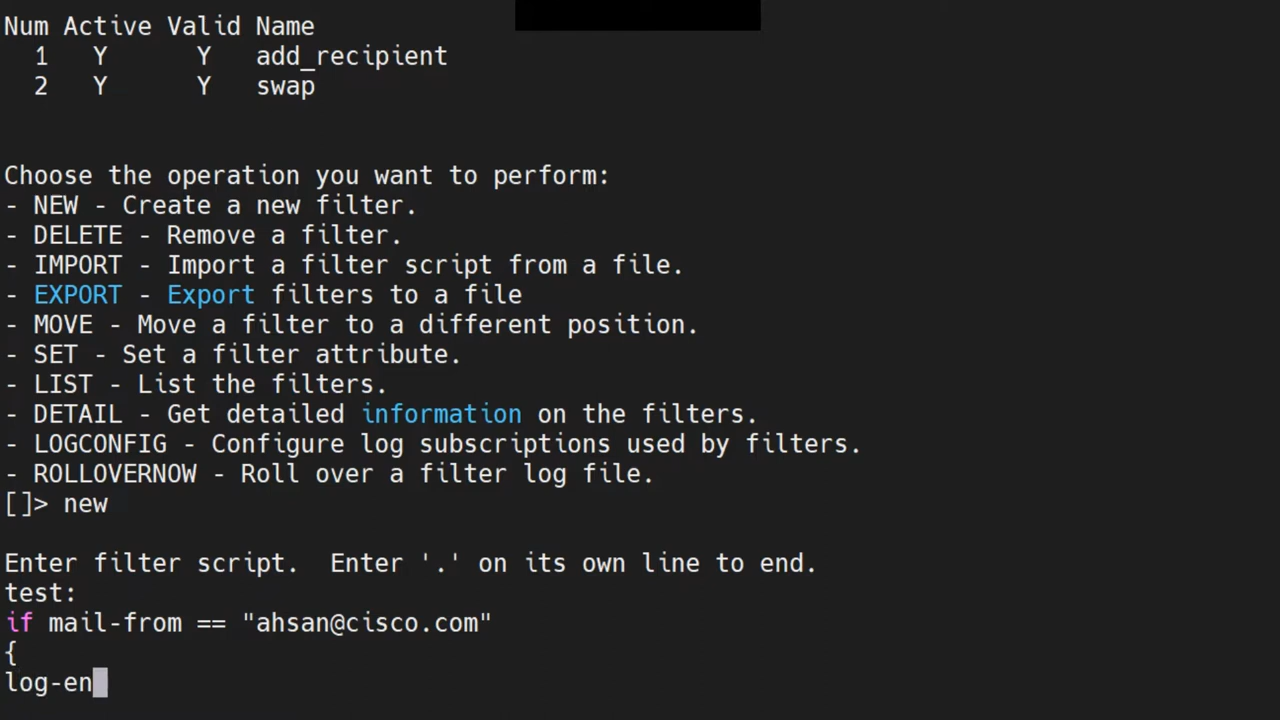 Num Active Valid Name
1 Y Y add_recipient
2 Y Y swap
Choose the operation you want to perform:
- NEW - Create a new filter.
- DELETE - Remove a filter.
- IMPORT - Import a filter script from a file.
- EXPORT - Export filters to a file
- MOVE - Move a filter to a different position.
- SET - Set a filter attribute.
- LIST - List the filters.
- DETAIL - Get detailed information on the filters.
- LOGCONFIG - Configure log subscriptions used by filters.
- ROLLOVERNOW - Roll over a filter log file.
[]> new
Enter filter script.  Enter '.' on its own line to end.
test:
if mail-from == "ahsan@cisco.com"
{
log-en